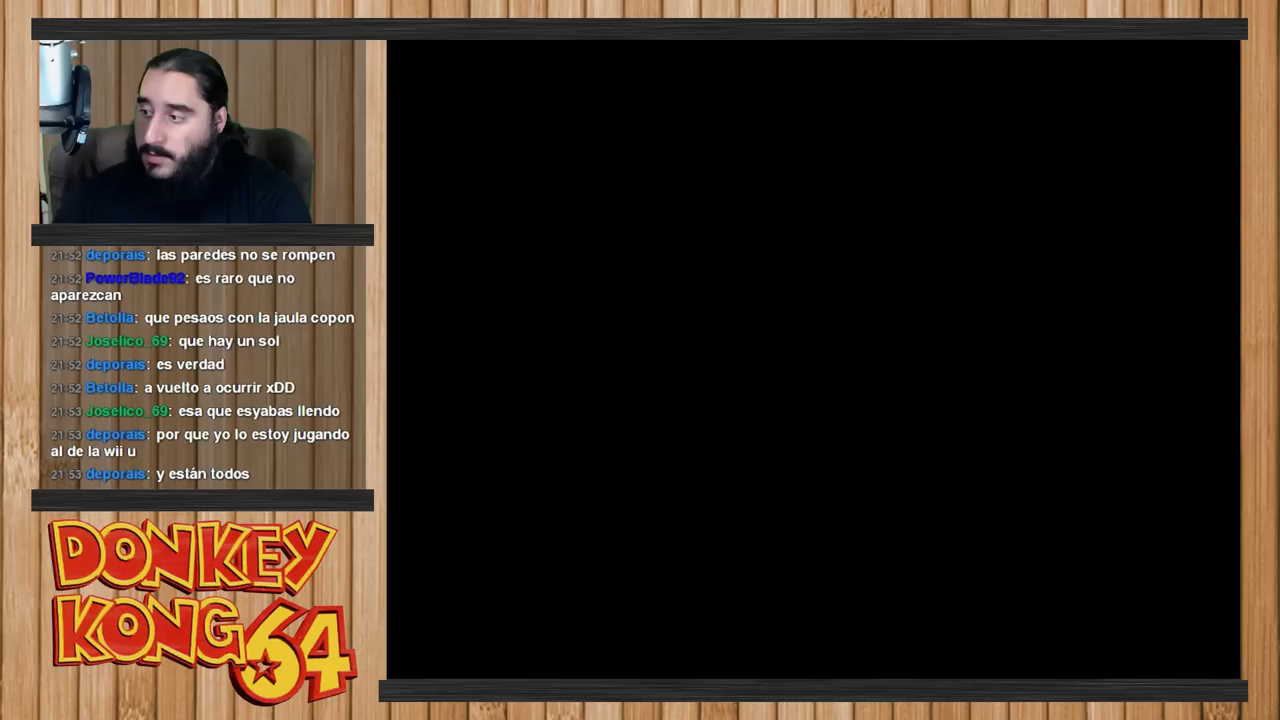 21:52 deporais: las paredes no se rompen
21:52 PowerBlade92: es raro que no
aparezcan
21:52 Betolla: que pesaos con la jaula copon
21:52 Joselico_69: que hay un sol
21:52 deporais: es verdad
21:52 Betolla: a vuelto a ocurrir xDD
21:53 Joselico_69: esa que esyabas llendo
21:53 deporais: por que yo lo estoy jugando
al de la wii u
21:53 deporais: y están todos
DONKEY
KONG 64